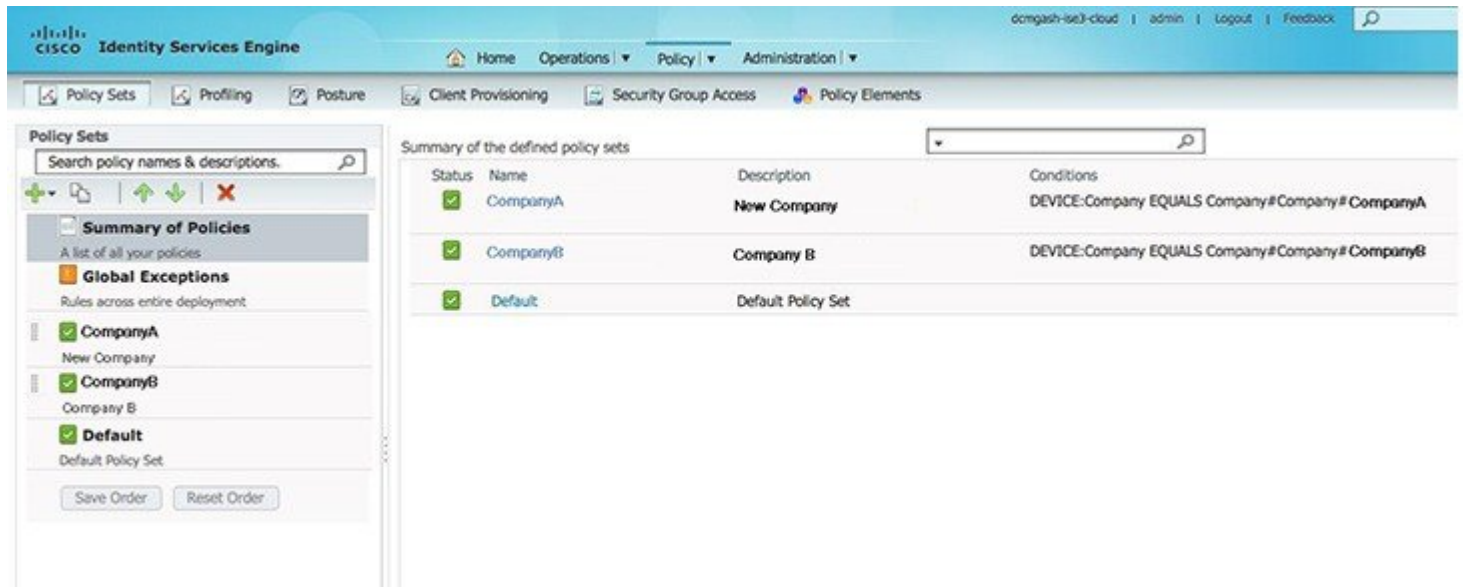 dcmgash-ise3-cloud | admin | Logout | Feedback
CISCO Identity Services Engine
Home Operations | Policy | Administration |
Policy Sets Profiling Posture Client Provisioning Security Group Access Policy Elements
Policy Sets
Search policy names & descriptions.
Summary of Policies
A list of all your policies
Global Exceptions
Rules across entire deployment
CompanyA
New Company
CompanyB
Company B
Default
Default Policy Set
Save Order Reset Order
Summary of the defined policy sets
Status Name Description Conditions
CompanyA New Company DEVICE:Company EQUALS Company#Company#CompanyA
CompanyB Company B DEVICE:Company EQUALS Company#Company#CompanyB
Default Default Policy Set